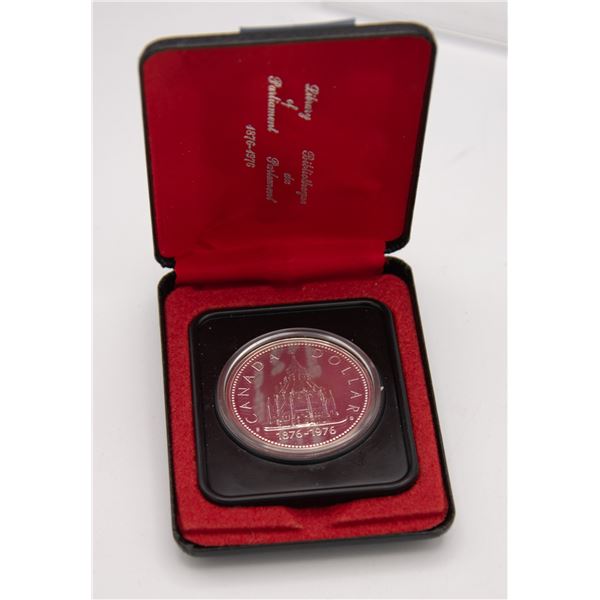 Library
of
Parliament
Bibliothèque
du
Parlement
1876-1976
CANADA DOLLAR
1876-1976